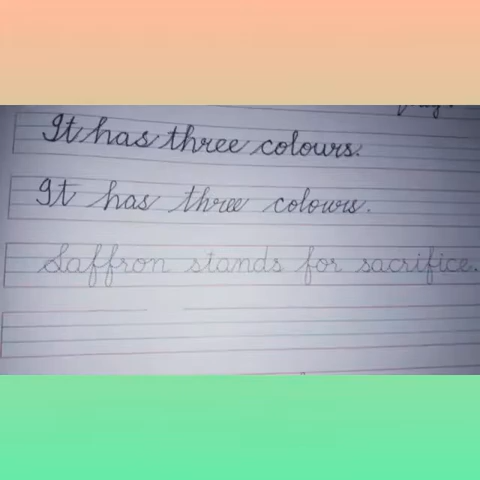 It has three colours.
It has three colours.
Saffron stands for sacrifice.